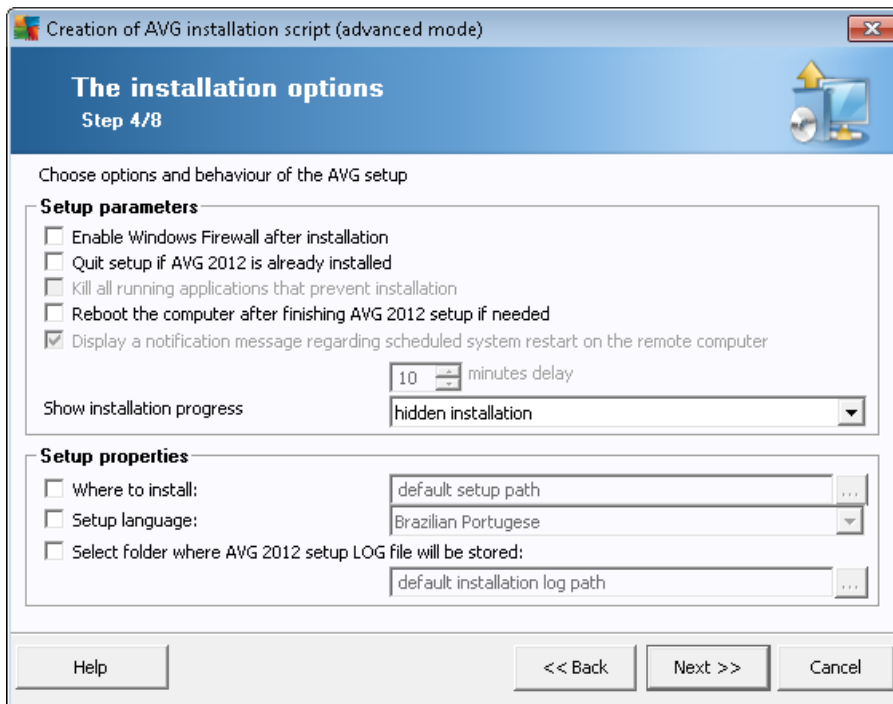 Creation of AVG installation script (advanced mode)
The installation options
Step 4/8
Choose options and behaviour of the AVG setup
Setup parameters
Enable Windows Firewall after installation
Quit setup if AVG 2012 is already installed
Kill all running applications that prevent installation
Reboot the computer after finishing AVG 2012 setup if needed
Display a notification message regarding scheduled system restart on the remote computer
10 minutes delay
Show installation progress hidden installation
Setup properties
Where to install: default setup path ...
Setup language: Brazilian Portugese
Select folder where AVG 2012 setup LOG file will be stored:
default installation log path ...
Help << Back Next >> Cancel